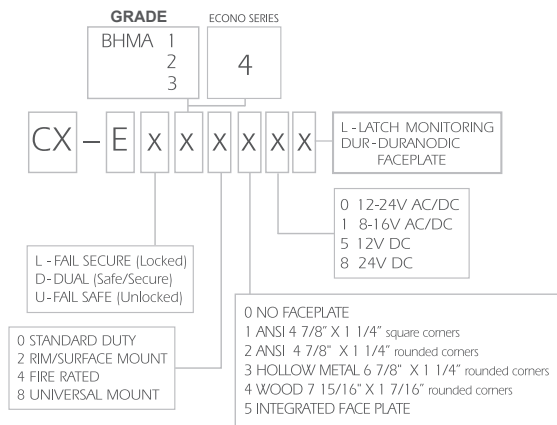 GRADE
ECONO SERIES
BHMA 1
2
3
4
CX – E X X X X X X
L - LATCH MONITORING
DUR - DURANODIC
FACEPLATE
0 12-24V AC/DC
1 8-16V AC/DC
5 12V DC
8 24V DC
L - FAIL SECURE (Locked)
D- DUAL (Safe/Secure)
U- FAIL SAFE (Unlocked)
0 STANDARD DUTY
2 RIM/SURFACE MOUNT
4 FIRE RATED
8 UNIVERSAL MOUNT
0 NO FACEPLATE
1 ANSI 4 7/8" X 1 1/4" square corners
2 ANSI 4 7/8" X 1 1/4" rounded corners
3 HOLLOW METAL 6 7/8" X 1 1/4" rounded corners
4 WOOD 7 15/16" X 1 7/16" rounded corners
5 INTEGRATED FACE PLATE